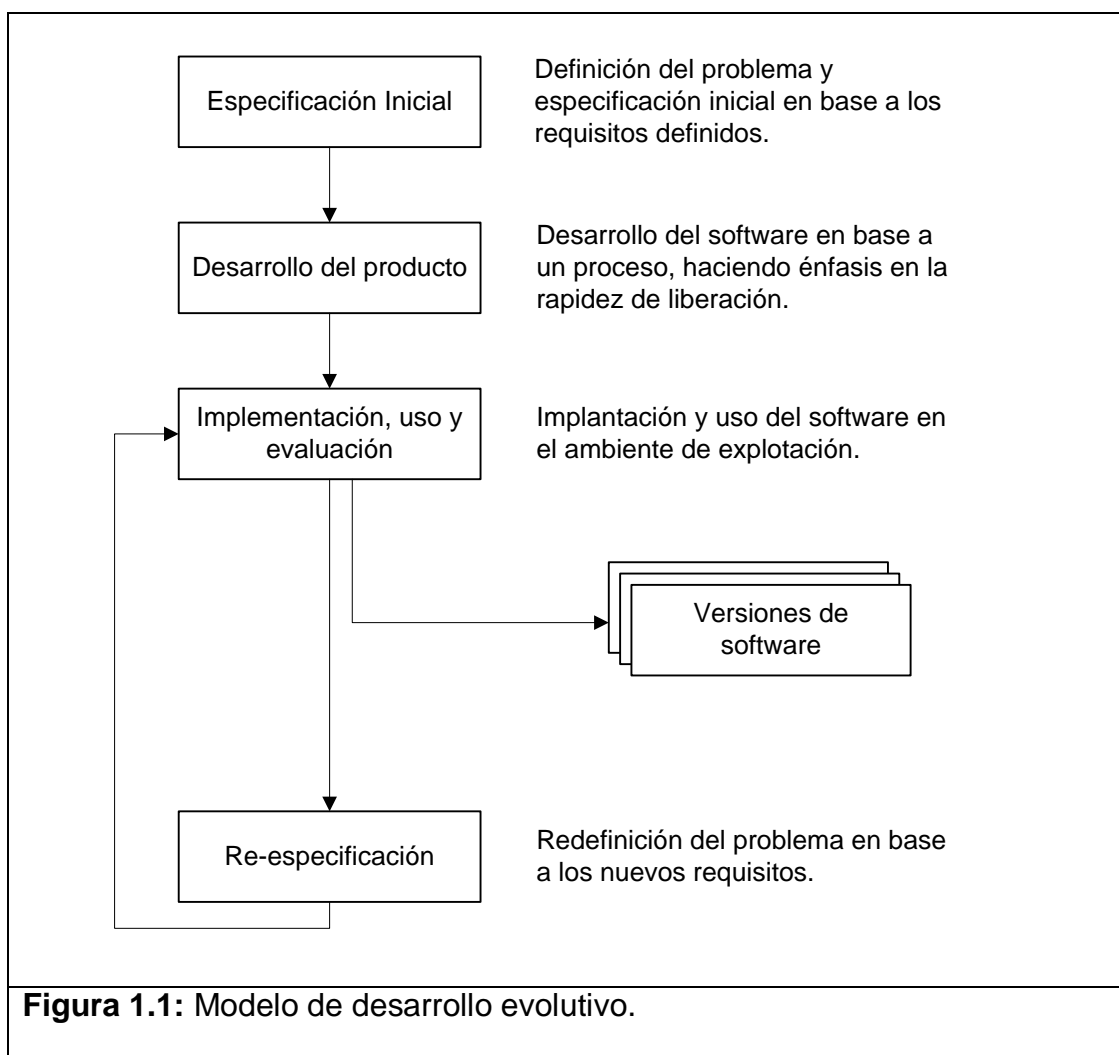 Especificación Inicial
Definición del problema y
especificación inicial en base a los
requisitos definidos.
Desarrollo del producto
Desarrollo del software en base a
un proceso, haciendo énfasis en la
rapidez de liberación.
Implementación, uso y
evaluación
Implantación y uso del software en
el ambiente de explotación.
Versiones de
software
Re-especificación
Redefinición del problema en base
a los nuevos requisitos.
Figura 1.1: Modelo de desarrollo evolutivo.